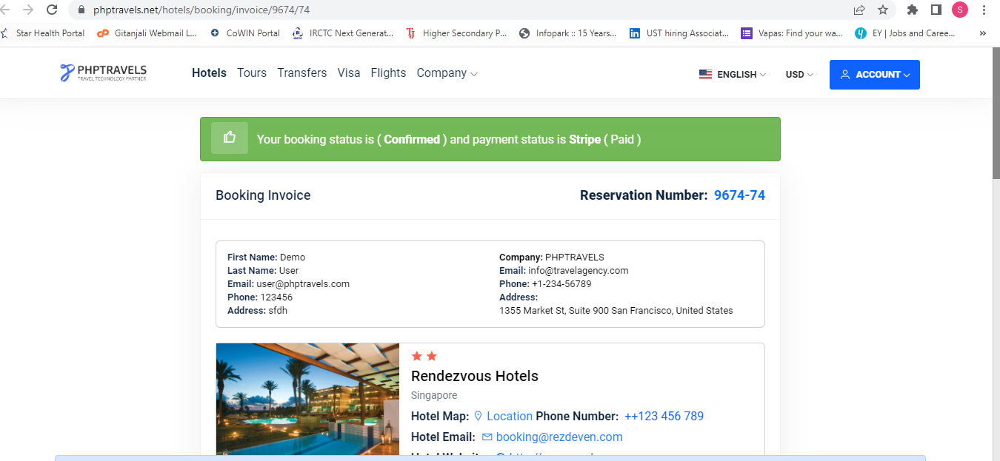 phptravels.net/hotels/booking/invoice/9674/74
S
Star Health Portal
Gitanjali Webmail L...
CoWIN Portal
IRCTC Next Generat...
Higher Secondary P...
Infopark :: 15 Years...
UST hiring Associat...
Vapas: Find your wa...
EY | Jobs and Caree...
»
PHPTRAVELS
TRAVEL TECHNOLOGY PARTNER
Hotels Tours Transfers Visa Flights Company
ENGLISH USD ACCOUNT
Your booking status is ( Confirmed ) and payment status is Stripe ( Paid )
Booking Invoice
Reservation Number: 9674-74
First Name: Demo
Last Name: User
Email: user@phptravels.com
Phone: 123456
Address: sfdh
Company: PHPTRAVELS
Email: info@travelagency.com
Phone: +1-234-56789
Address:
1355 Market St, Suite 900 San Francisco, United States
Rendezvous Hotels
Singapore
Hotel Map: Location Phone Number: ++123 456 789
Hotel Email: booking@rezdeven.com